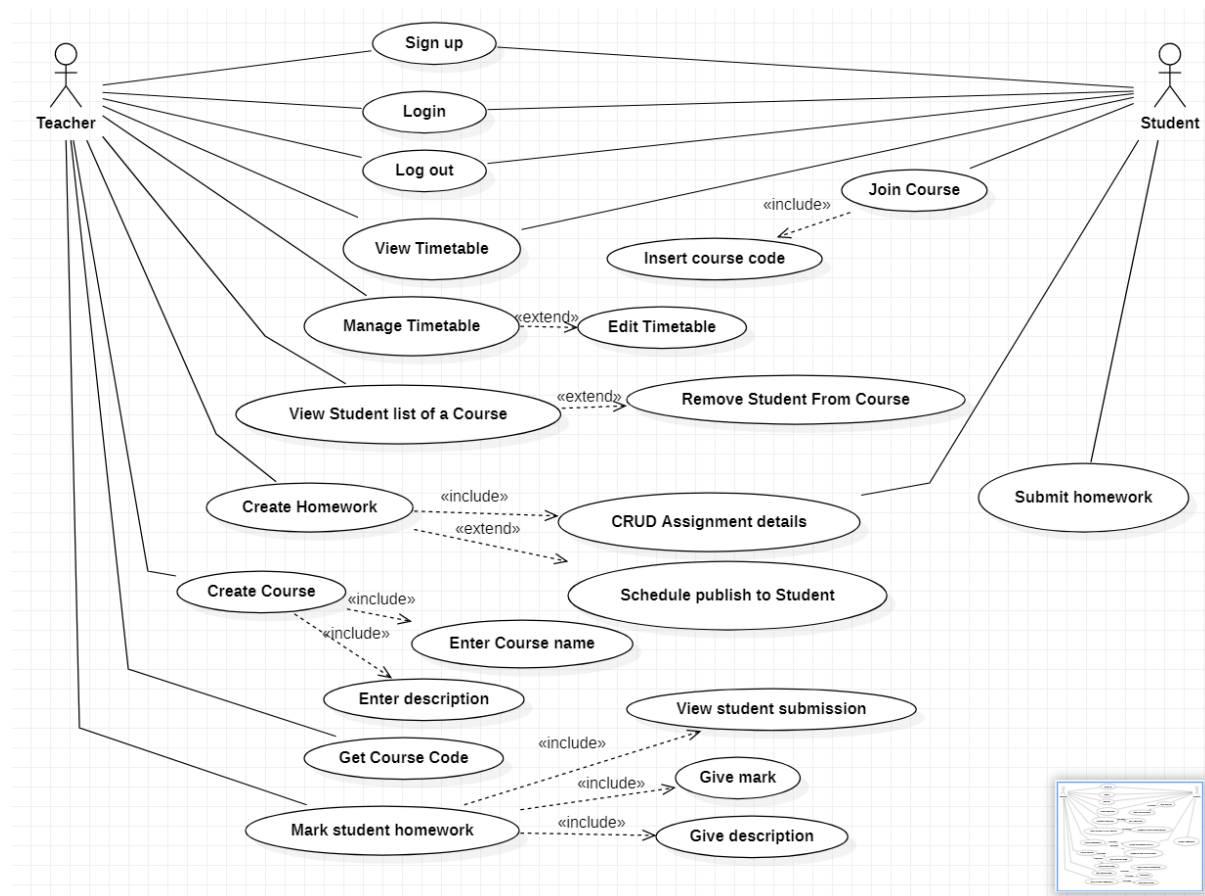 Sign up
Teacher
Student
Login
Log out
Join Course
«include»
View Timetable
Insert course code
Manage Timetable
«extend»
Edit Timetable
View Student list of a Course
«extend»
Remove Student From Course
Create Homework
«include»
CRUD Assignment details
Submit homework
«extend»
Schedule publish to Student
Create Course
«include»
Enter Course name
«include»
Enter description
View student submission
Get Course Code
«include»
Give mark
«include»
Mark student homework
«include»
Give description